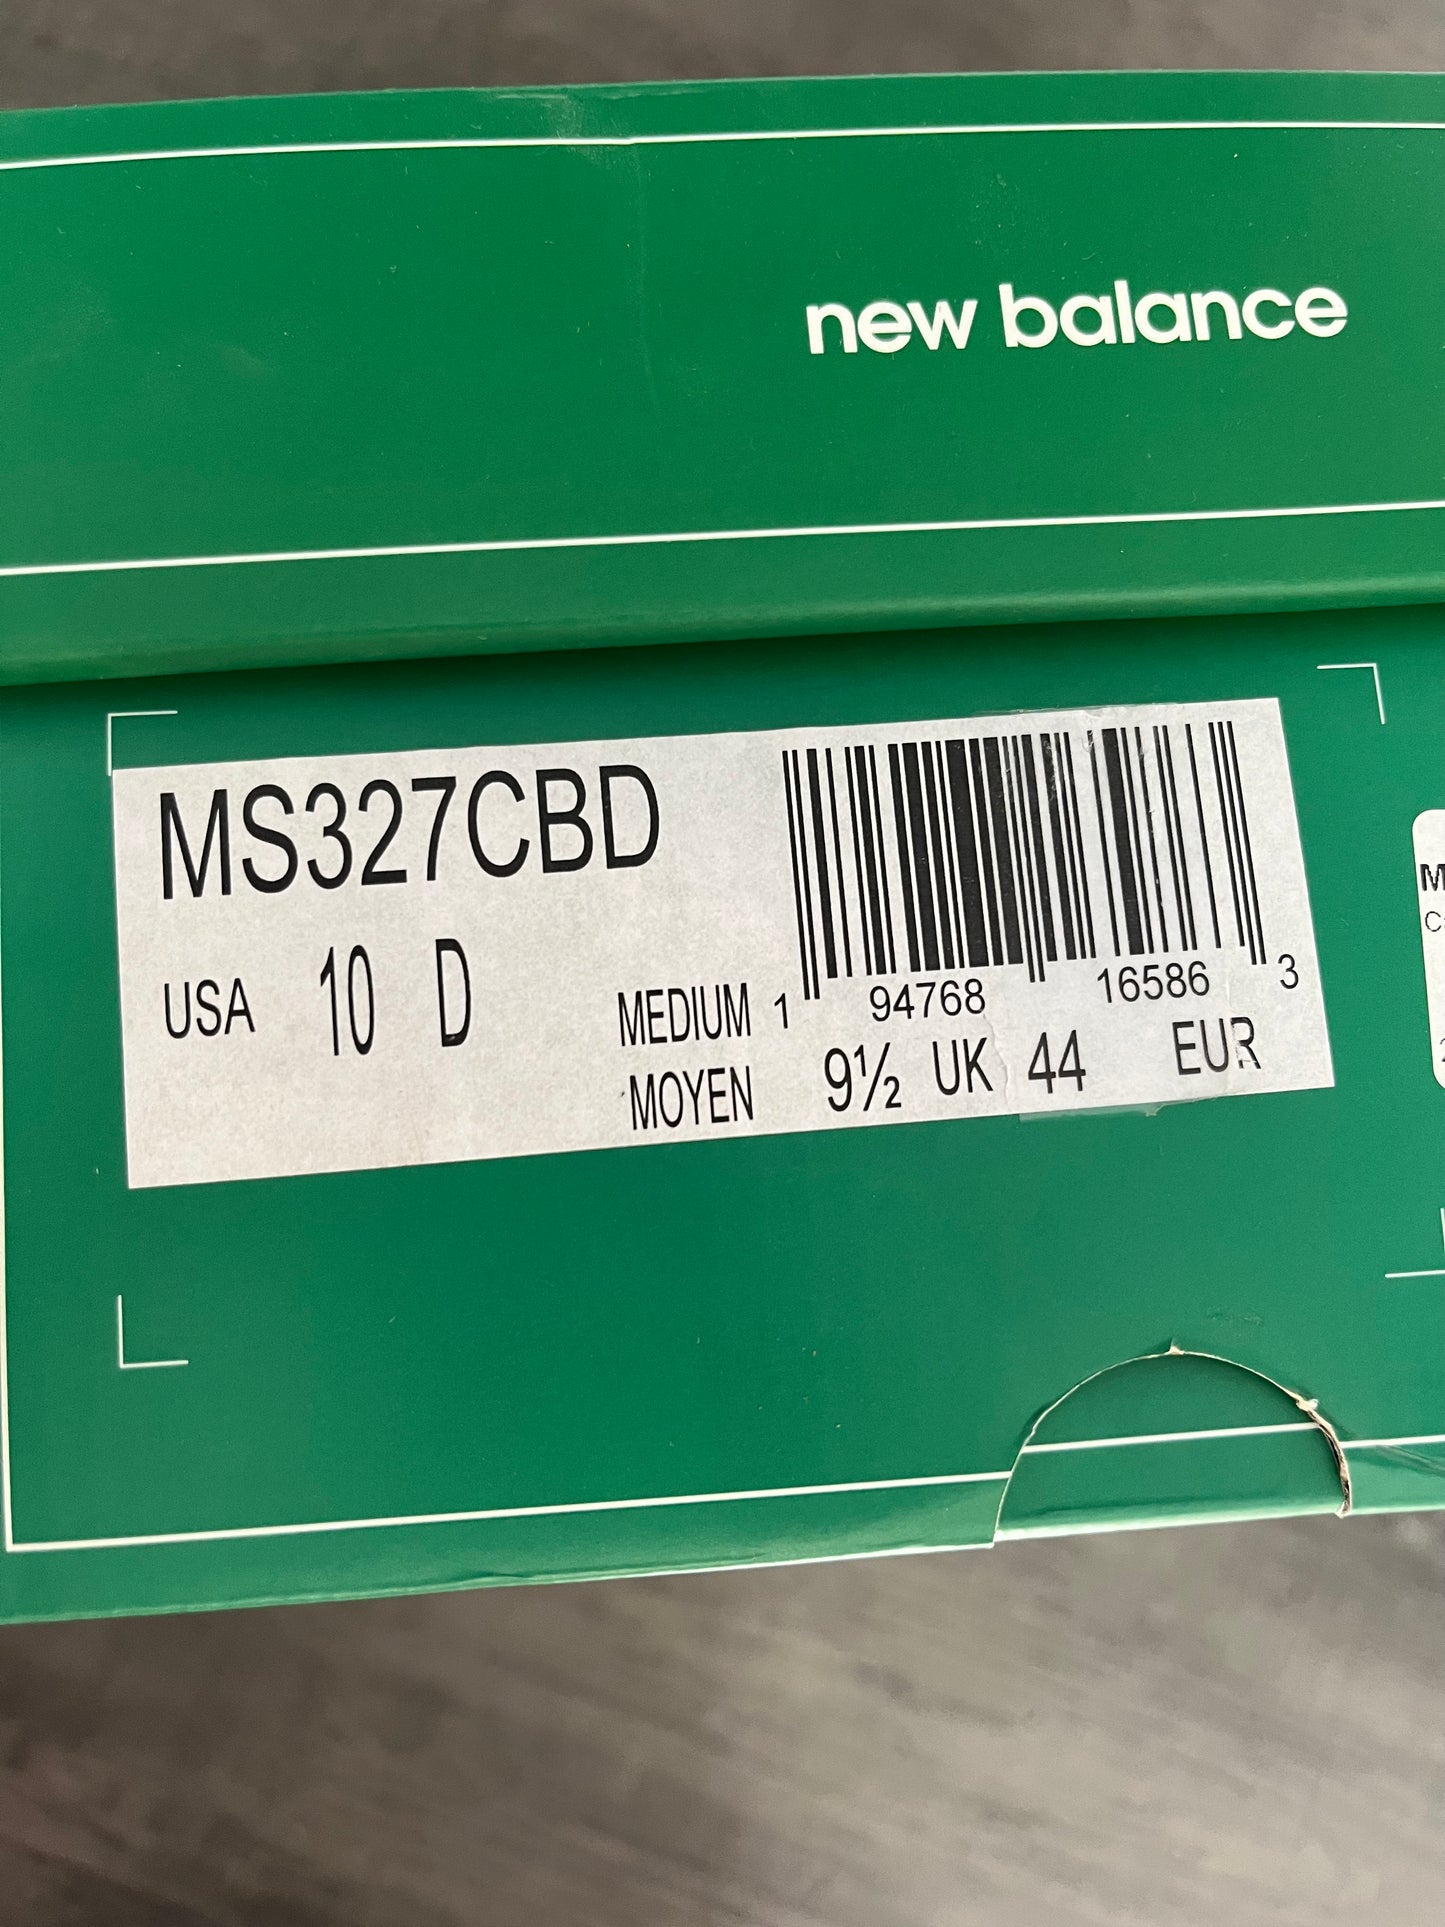 new balance
MS327CBD
USA 10 D
MEDIUM
MOYEN
1 94768 16586 3
9½ UK 44 EUR